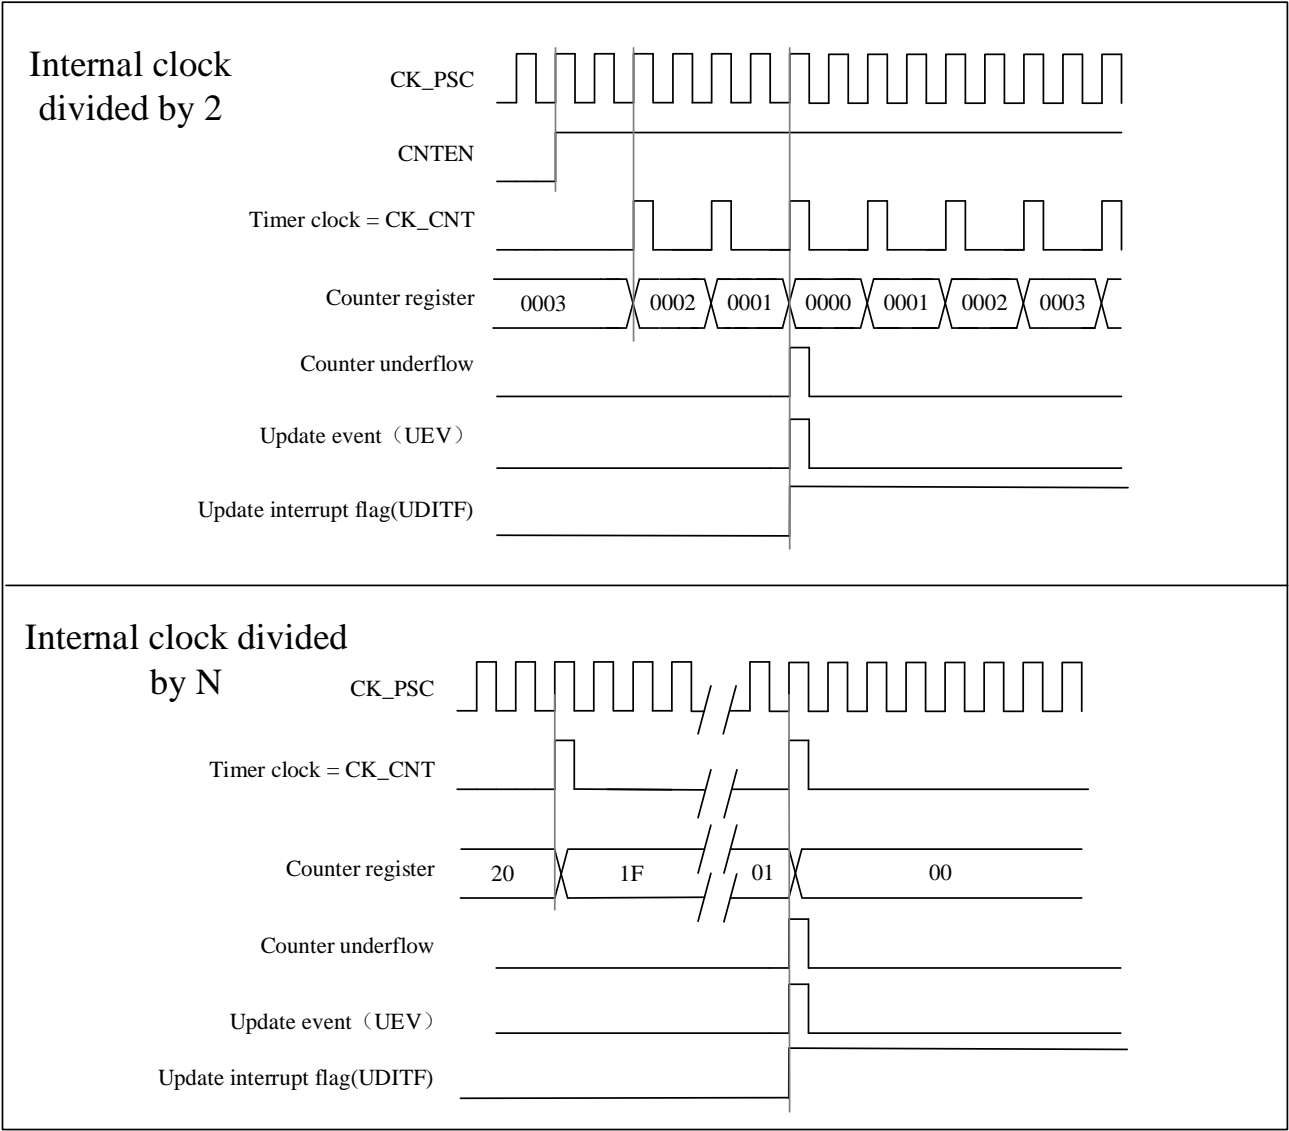 Internal clock
divided by 2
CK_PSC
CNTEN
Timer clock = CK_CNT
Counter register
0003 0002 0001 0000 0001 0002 0003
Counter underflow
Update event（UEV）
Update interrupt flag(UDITF)
Internal clock divided
by N
CK_PSC
Timer clock = CK_CNT
Counter register
20 1F 01 00
Counter underflow
Update event（UEV）
Update interrupt flag(UDITF)